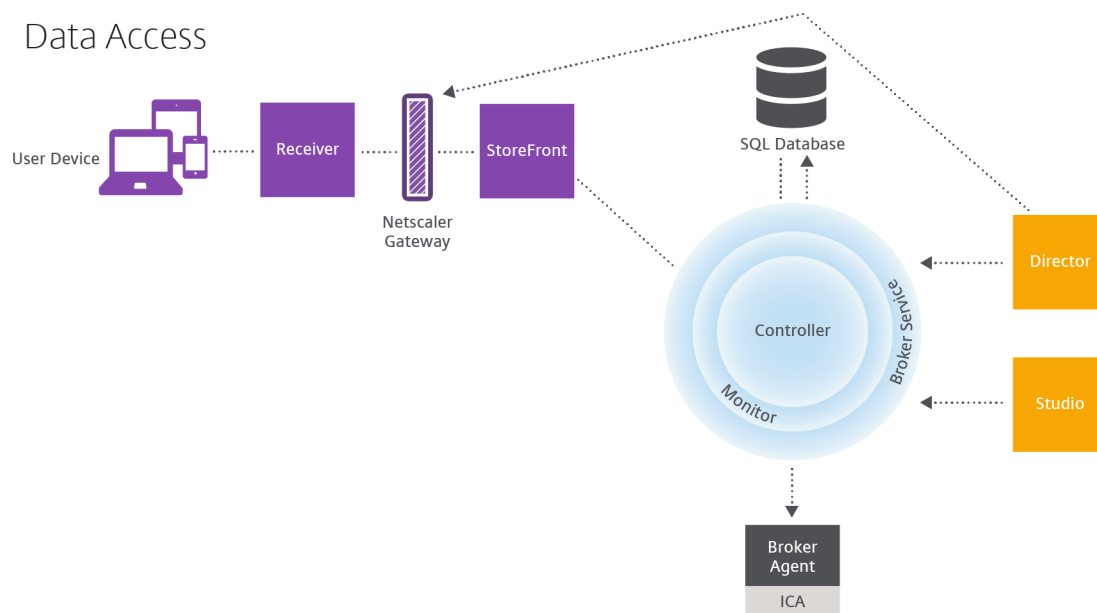 Data Access
User Device
Receiver
Netscaler
Gateway
StoreFront
SQL Database
Director
Controller
Broker Service
Monitor
Studio
Broker
Agent
ICA